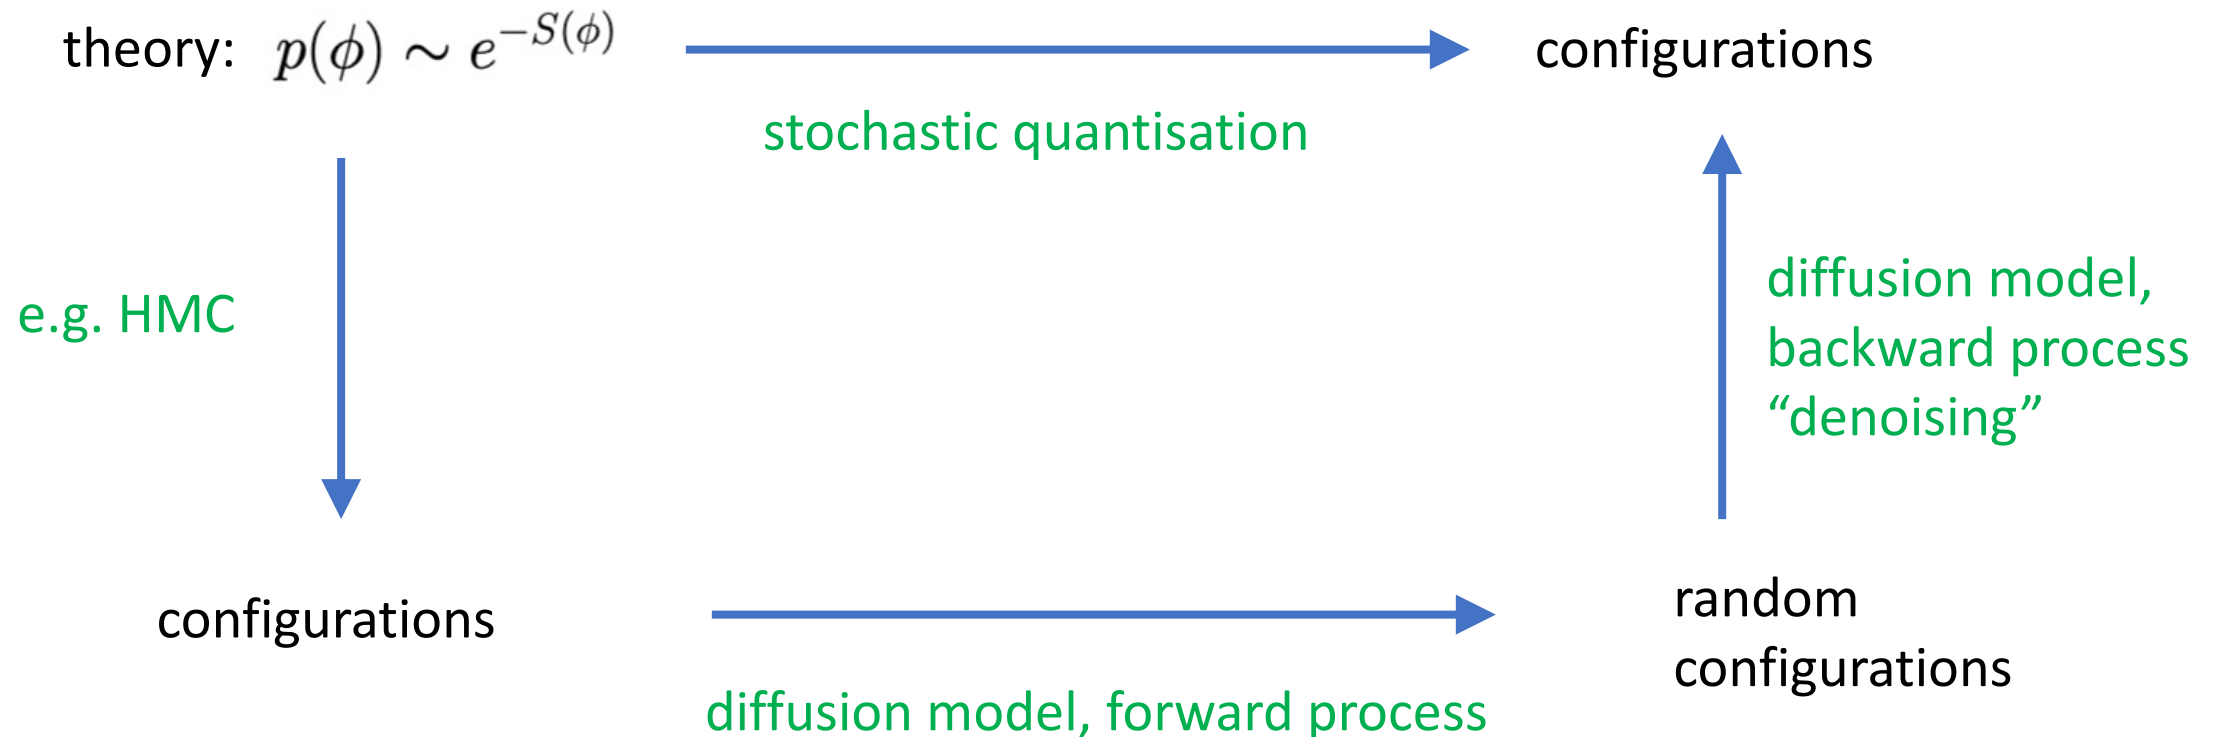 theory: p(ϕ) ∼ e^{−S(ϕ)}
configurations
stochastic quantisation
e.g. HMC
diffusion model,
backward process
“denoising”
configurations
random
configurations
diffusion model, forward process